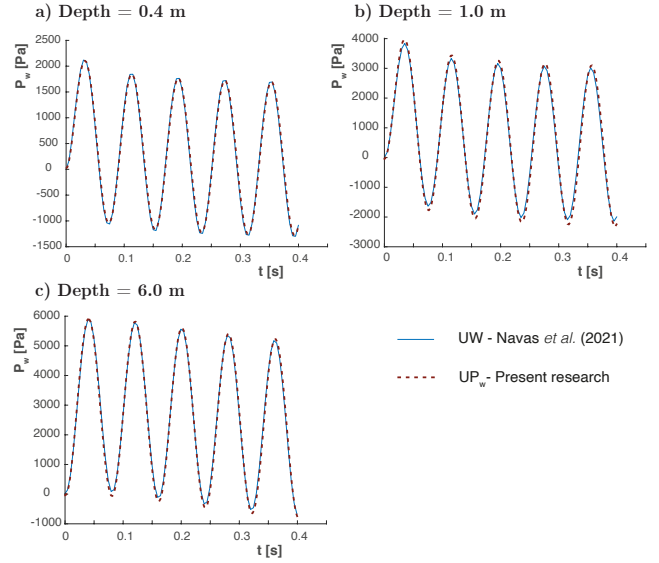 a) Depth = 0.4 m
P_w [Pa]
2500
2000
1500
1000
500
0
-500
-1000
-1500
0 0.1 0.2 0.3 0.4
t [s]
b) Depth = 1.0 m
P_w [Pa]
4000
3000
2000
1000
0
-1000
-2000
-3000
0 0.1 0.2 0.3 0.4
t [s]
c) Depth = 6.0 m
P_w [Pa]
6000
5000
4000
3000
2000
1000
0
-1000
0 0.1 0.2 0.3 0.4
t [s]
UW - Navas et al. (2021)
UP_w- Present research